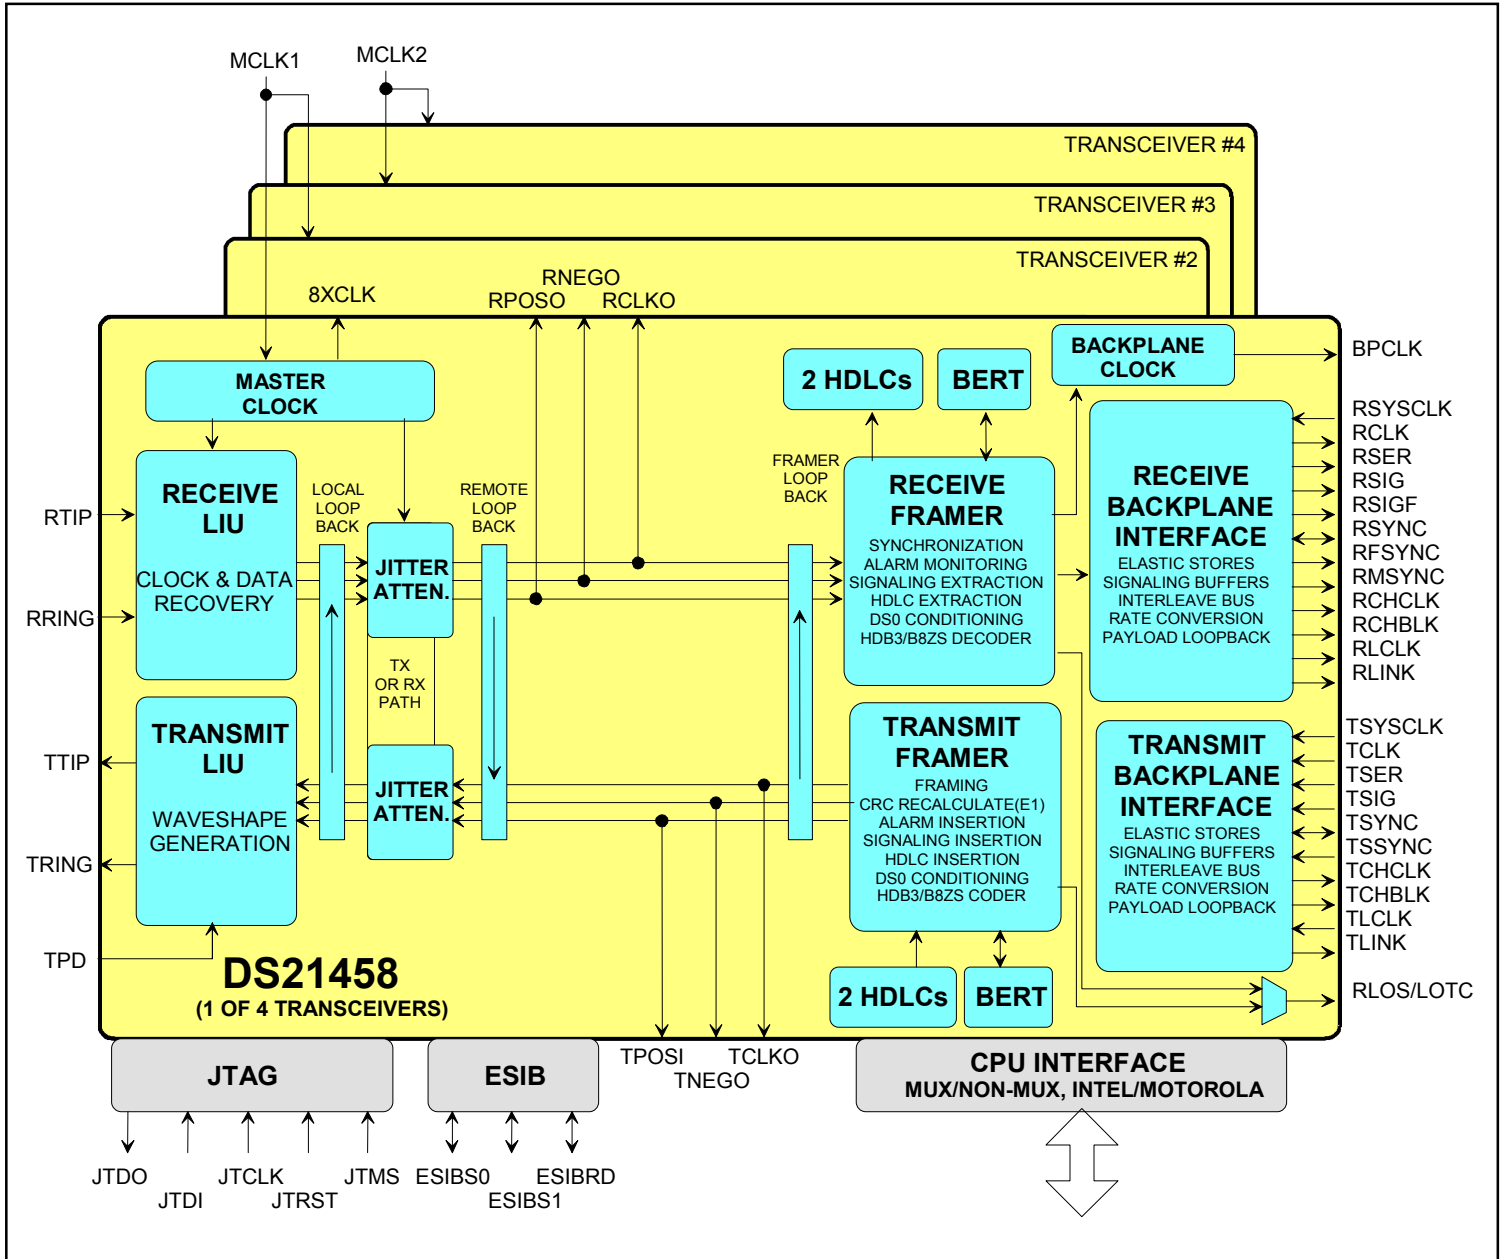 MCLK1
MCLK2
TRANSCEIVER #4
TRANSCEIVER #3
TRANSCEIVER #2
8XCLK
RPOSO
RNEGO
RCLKO
MASTER
CLOCK
2 HDLCs
BERT
BACKPLANE
CLOCK
BPCLK
RTIP
RRING
RECEIVE
LIU
CLOCK & DATA
RECOVERY
LOCAL
LOOP
BACK
JITTER
ATTEN.
REMOTE
LOOP
BACK
FRAMER
LOOP
BACK
RECEIVE
FRAMER
SYNCHRONIZATION
ALARM MONITORING
SIGNALING EXTRACTION
HDLC EXTRACTION
DS0 CONDITIONING
HDB3/B8ZS DECODER
RECEIVE
BACKPLANE
INTERFACE
ELASTIC STORES
SIGNALING BUFFERS
INTERLEAVE BUS
RATE CONVERSION
PAYLOAD LOOPBACK
RSYSCLK
RCLK
RSER
RSIG
RSIGF
RSYNC
RFSYNC
RMSYNC
RCHCLK
RCHBLK
RLCLK
RLINK
TX
OR RX
PATH
TTIP
TRING
TPD
TRANSMIT
LIU
WAVESHAPE
GENERATION
JITTER
ATTEN.
TRANSMIT
FRAMER
FRAMING
CRC RECALCULATE(E1)
ALARM INSERTION
SIGNALING INSERTION
HDLC INSERTION
DS0 CONDITIONING
HDB3/B8ZS CODER
TRANSMIT
BACKPLANE
INTERFACE
ELASTIC STORES
SIGNALING BUFFERS
INTERLEAVE BUS
RATE CONVERSION
PAYLOAD LOOPBACK
TSYSCLK
TCLK
TSER
TSIG
TSYNC
TSSYNC
TCHCLK
TCHBLK
TLCLK
TLINK
RLOS/LOTC
DS21458
(1 OF 4 TRANSCEIVERS)
2 HDLCs
BERT
TPOSI
TNEGO
TCLKO
JTAG
ESIB
CPU INTERFACE
MUX/NON-MUX, INTEL/MOTOROLA
JTDO
JTDI
JTCLK
JTRST
JTMS
ESIBS0
ESIBS1
ESIBRD